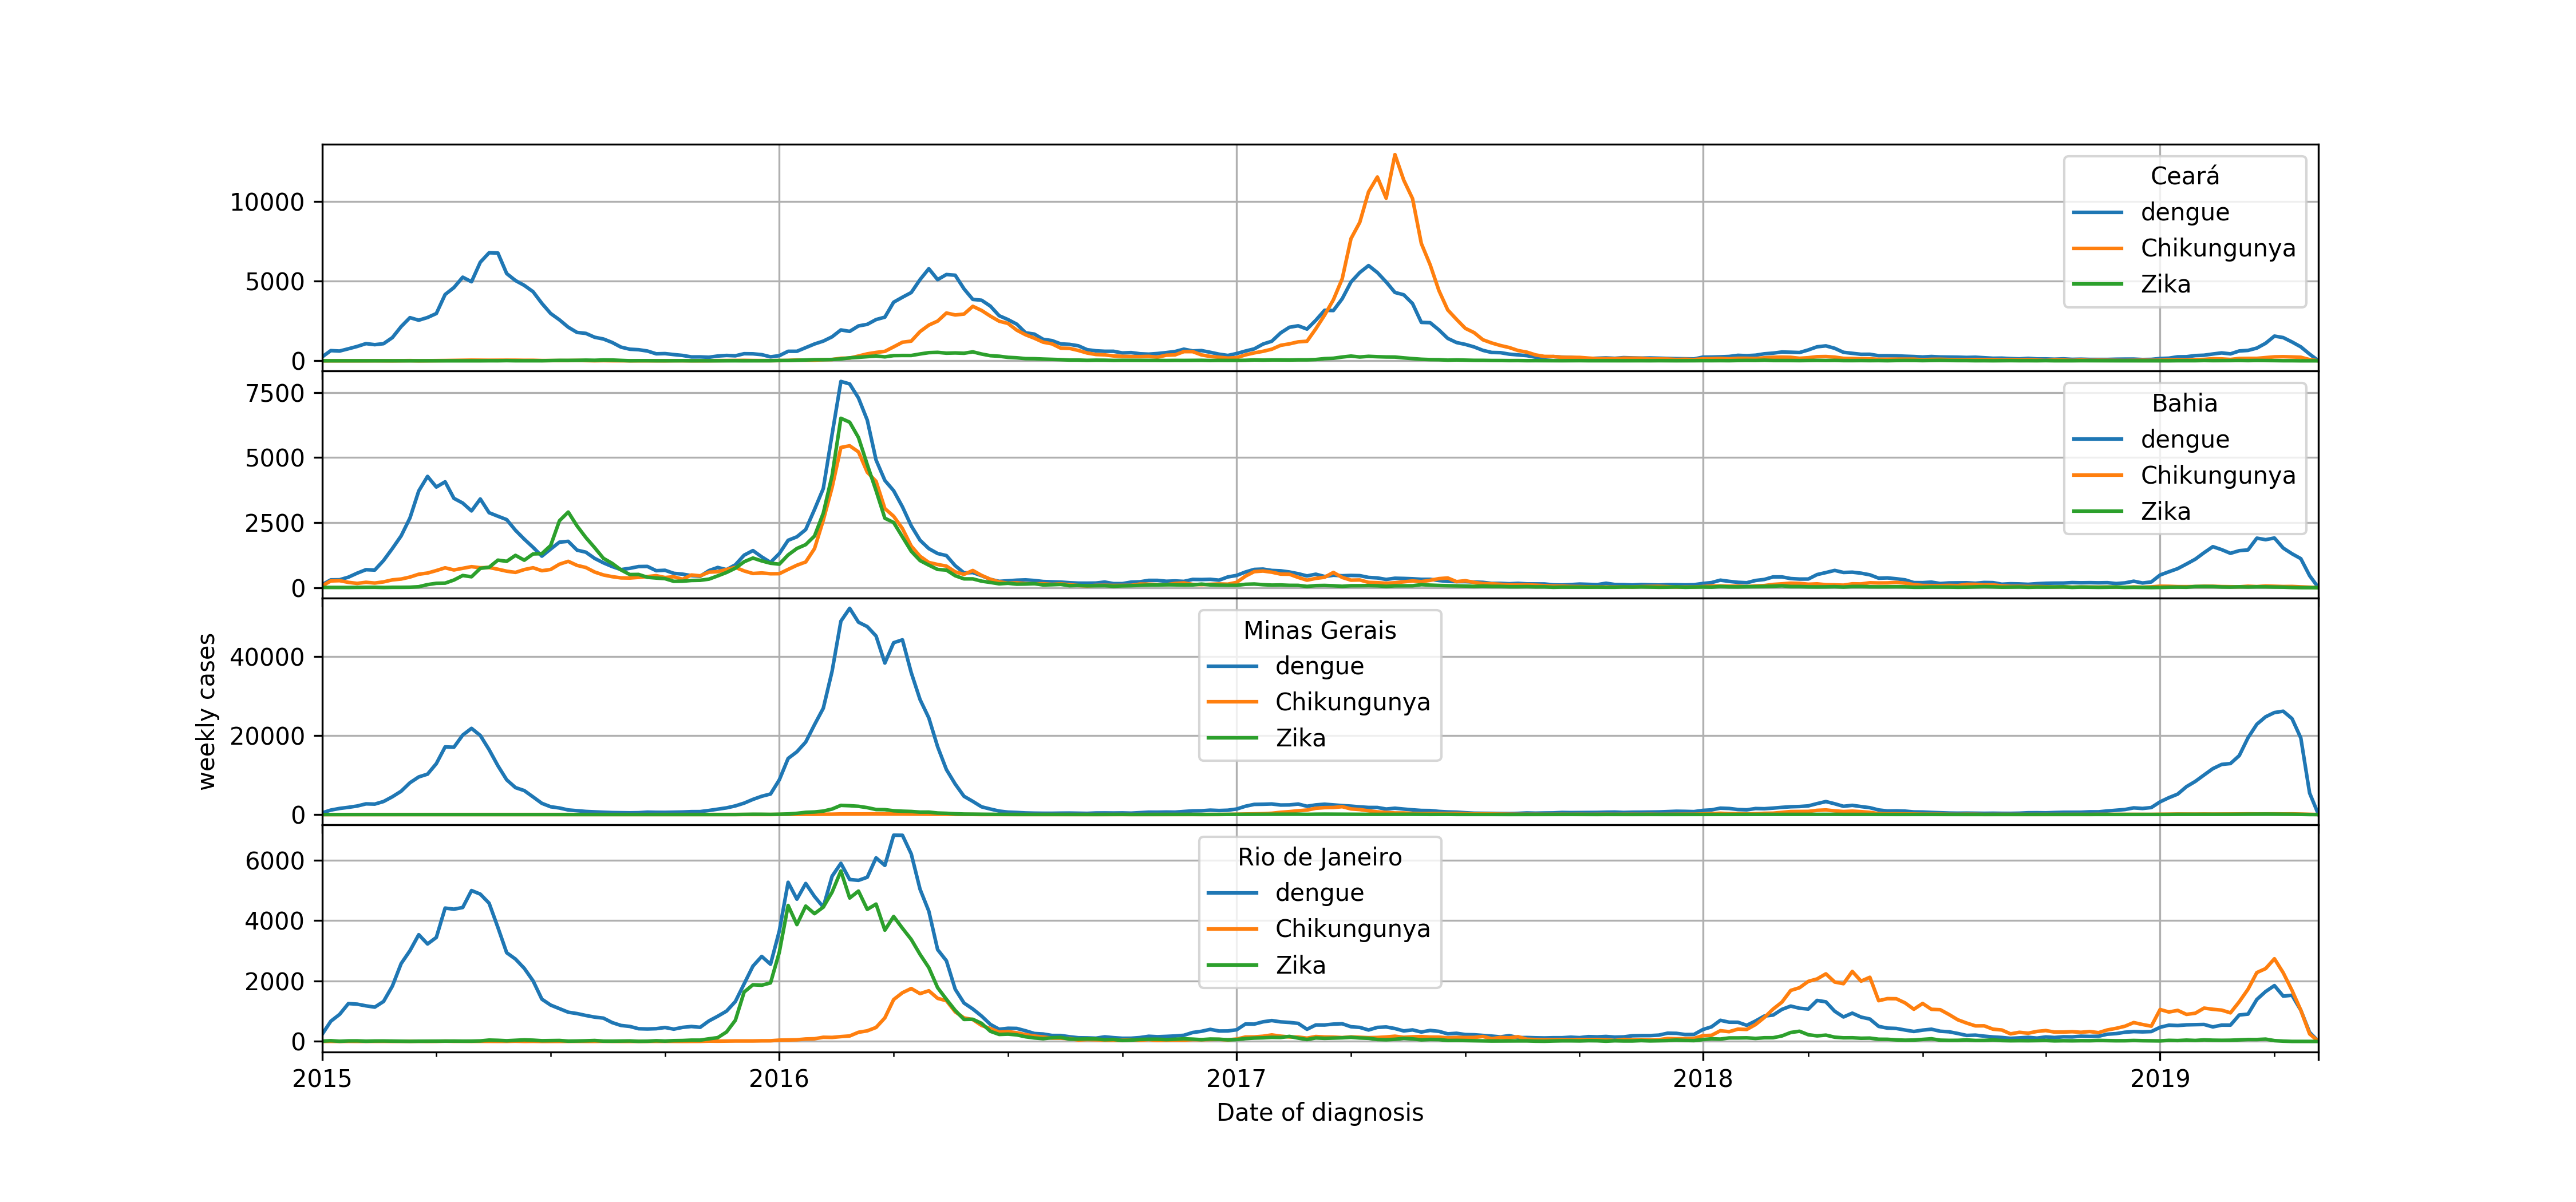 10000
5000
0
Ceará
dengue
Chikungunya
Zika
7500
5000
2500
0
Bahia
dengue
Chikungunya
Zika
weekly cases
40000
20000
0
Minas Gerais
dengue
Chikungunya
Zika
6000
4000
2000
0
Rio de Janeiro
dengue
Chikungunya
Zika
2015 2016 2017 2018 2019
Date of diagnosis